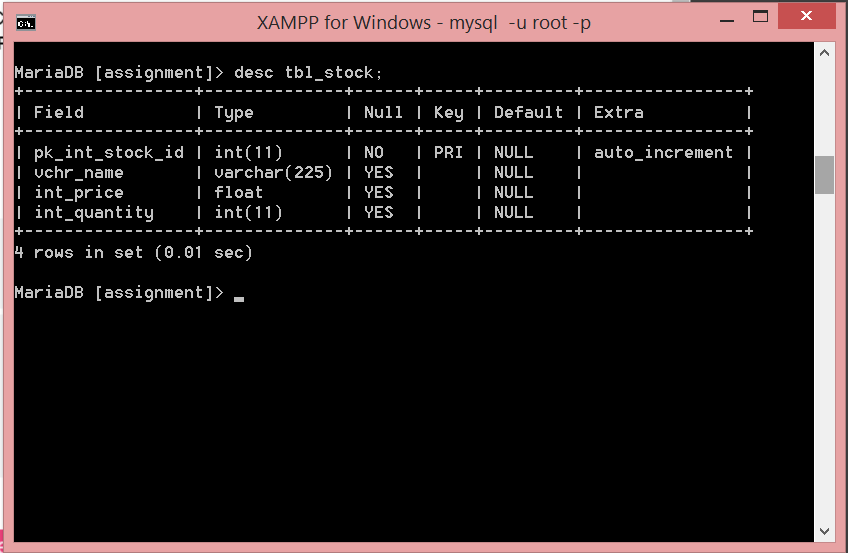 XAMPP for Windows - mysql  -u root -p
MariaDB [assignment]> desc tbl_stock;
+-----------------+--------------+------+-----+---------+----------------+
| Field           | Type         | Null | Key | Default | Extra          |
+-----------------+--------------+------+-----+---------+----------------+
| pk_int_stock_id | int(11)      | NO   | PRI | NULL    | auto_increment |
| vchr_name       | varchar(225) | YES  |     | NULL    |                |
| int_price       | float        | YES  |     | NULL    |                |
| int_quantity    | int(11)      | YES  |     | NULL    |                |
+-----------------+--------------+------+-----+---------+----------------+
4 rows in set (0.01 sec)
MariaDB [assignment]> _